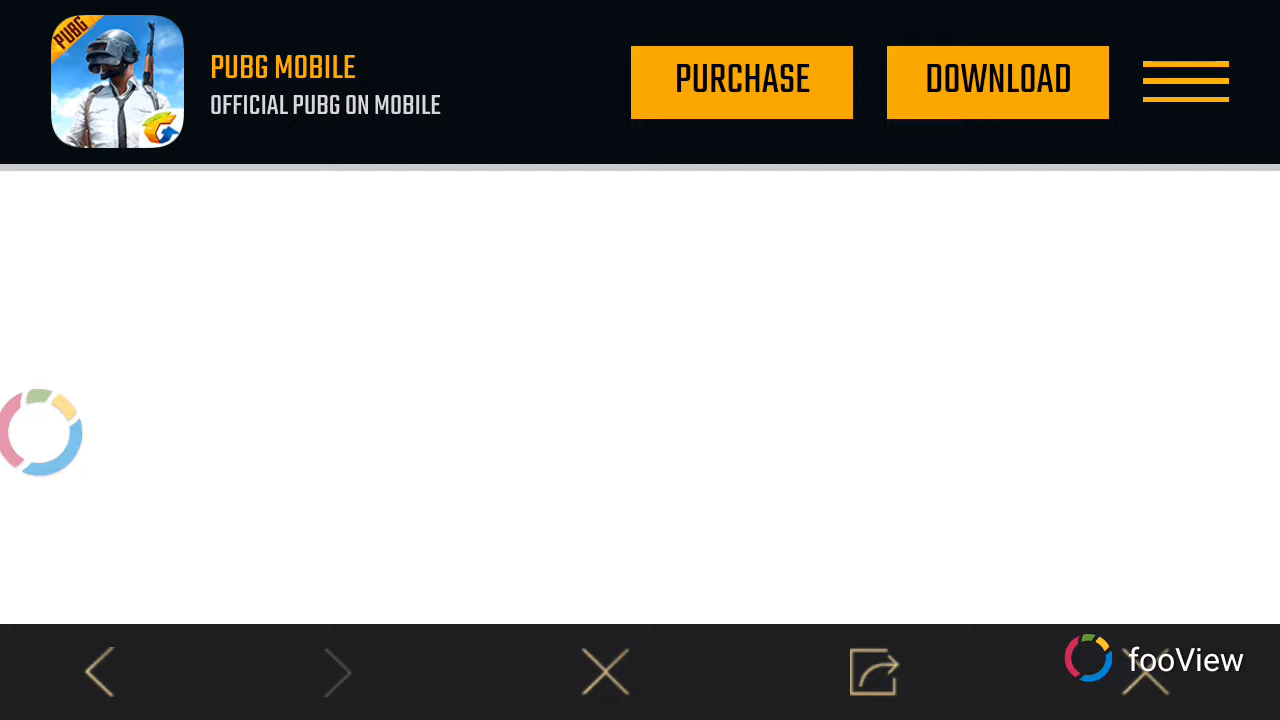 PUBG
PUBG MOBILE
OFFICIAL PUBG ON MOBILE
PURCHASE
DOWNLOAD
fooView